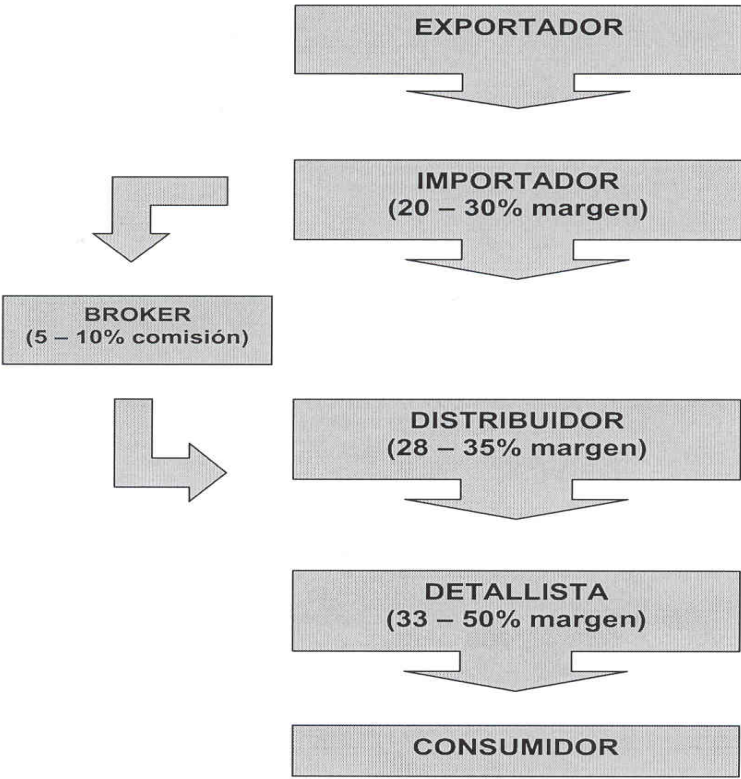 EXPORTADOR
IMPORTADOR
(20 – 30% margen)
BROKER
(5 – 10% comisión)
DISTRIBUIDOR
(28 – 35% margen)
DETALLISTA
(33 – 50% margen)
CONSUMIDOR